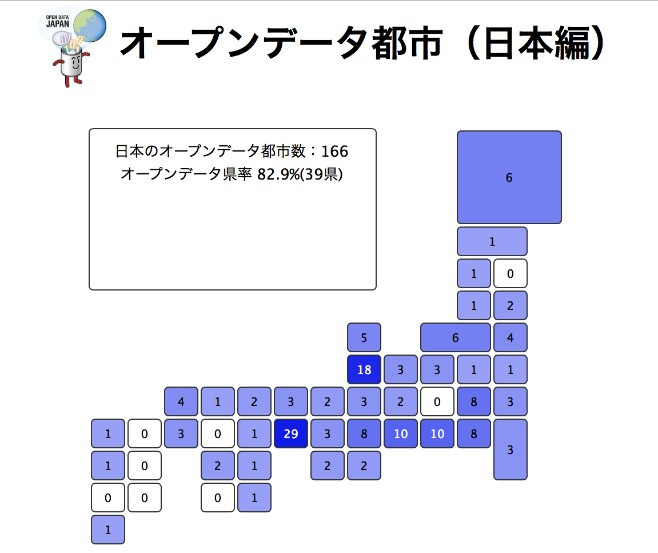 OPEN DATA
JAPAN
オープンデータ都市（日本編）
日本のオープンデータ都市数：166
オープンデータ県率 82.9%(39県)
6
1
1 0
1 2
5 6 4
18 3 3 1 1
4 1 2 3 2 3 2 0 8 3
1 0 3 0 1 29 3 8 10 10 8 3
1 0 2 1 2 2
0 0 0 1
1